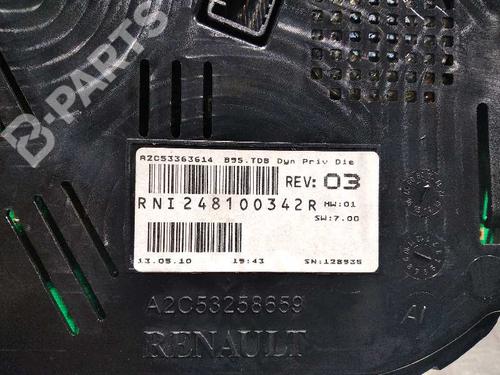 B-PARTS
A2C53363614 B95.TDB Dyn Priv Die
REV: 03
RNI248100342R HW:01
SW:7.00
13.05.10 19:43 SN:128935
A2C53258659
RENAULT
AI